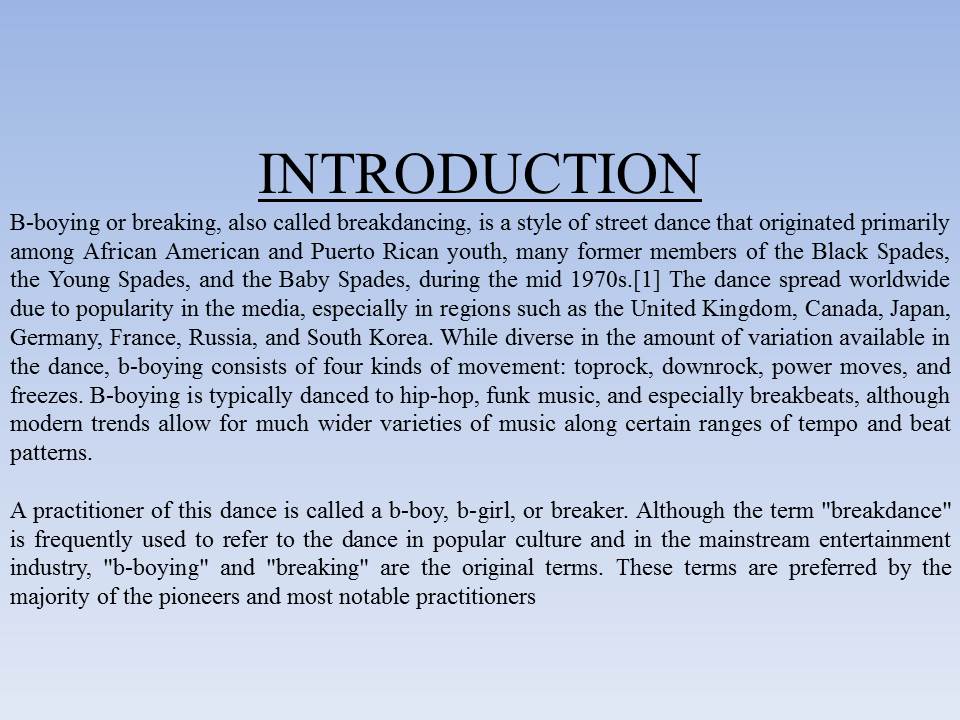 INTRODUCTION
B-boying or breaking, also called breakdancing, is a style of street dance that originated primarily
among African American and Puerto Rican youth, many former members of the Black Spades,
the Young Spades, and the Baby Spades, during the mid 1970s.[1] The dance spread worldwide
due to popularity in the media, especially in regions such as the United Kingdom, Canada, Japan,
Germany, France, Russia, and South Korea. While diverse in the amount of variation available in
the dance, b-boying consists of four kinds of movement: toprock, downrock, power moves, and
freezes. B-boying is typically danced to hip-hop, funk music, and especially breakbeats, although
modern trends allow for much wider varieties of music along certain ranges of tempo and beat
patterns.
A practitioner of this dance is called a b-boy, b-girl, or breaker. Although the term "breakdance"
is frequently used to refer to the dance in popular culture and in the mainstream entertainment
industry, "b-boying" and "breaking" are the original terms. These terms are preferred by the
majority of the pioneers and most notable practitioners